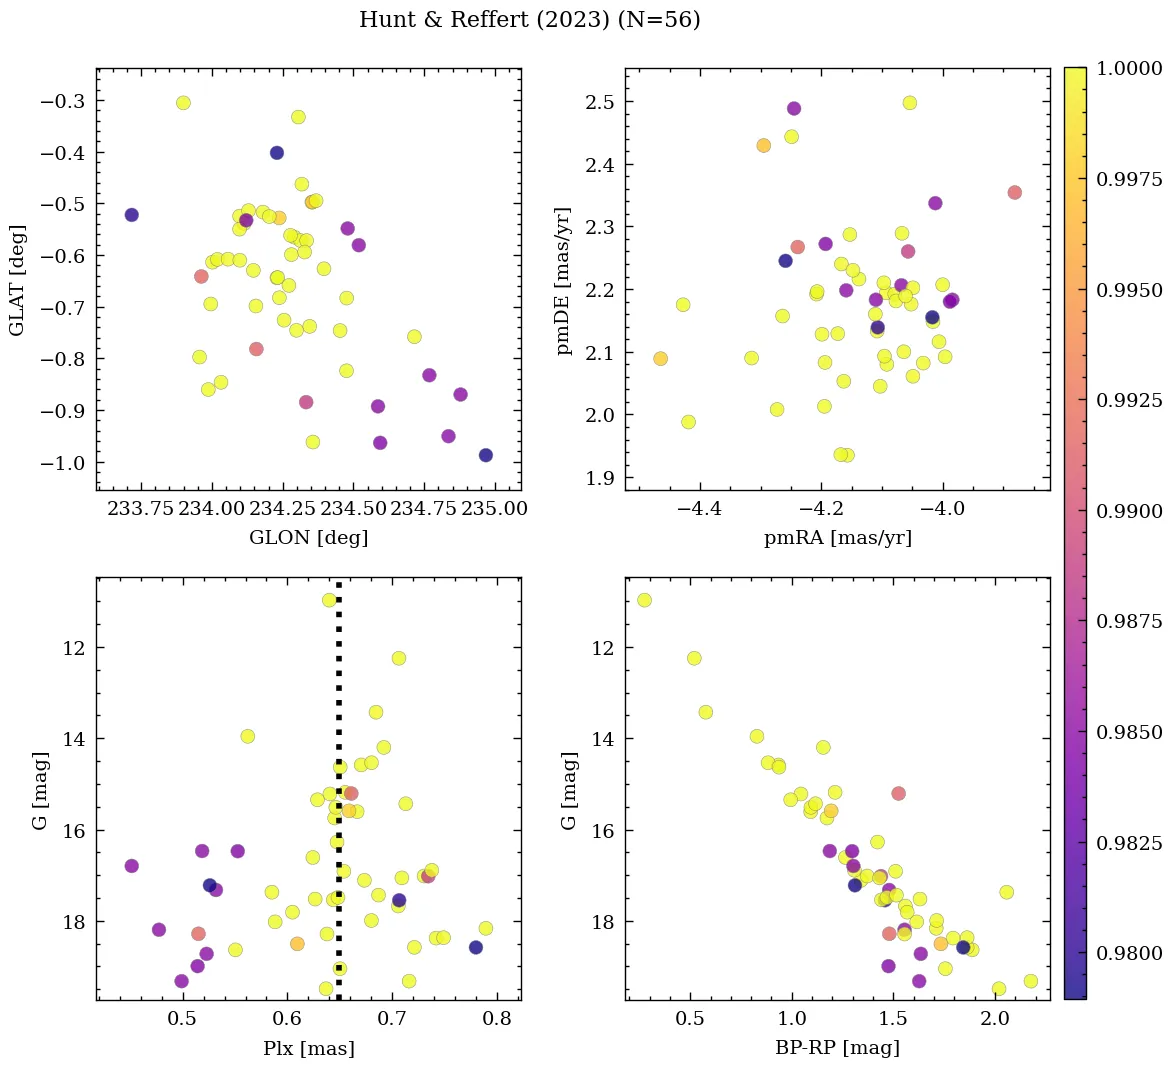 Hunt & Reffert (2023) (N=56)
−0.3
−0.4
−0.5
−0.6
−0.7
−0.8
−0.9
−1.0
GLAT [deg]
233.75 234.00 234.25 234.50 234.75 235.00
GLON [deg]
2.5
2.4
2.3
2.2
2.1
2.0
1.9
pmDE [mas/yr]
−4.4 −4.2 −4.0
pmRA [mas/yr]
12
14
16
18
G [mag]
0.5 0.6 0.7 0.8
Plx [mas]
12
14
16
18
G [mag]
0.5 1.0 1.5 2.0
BP-RP [mag]
1.0000
0.9975
0.9950
0.9925
0.9900
0.9875
0.9850
0.9825
0.9800